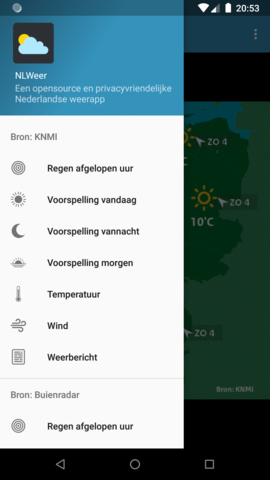 20:53
NLWeer
Een opensource en privacyvriendelijke
Nederlandse weerapp
Bron: KNMI
Regen afgelopen uur
ZO 4
Voorspelling vandaag
ZO 4
10°C
Voorspelling vannacht
Voorspelling morgen
Temperatuur
Wind
ZO 4
Weerbericht
Bron: KNMI
Bron: Buienradar
Regen afgelopen uur